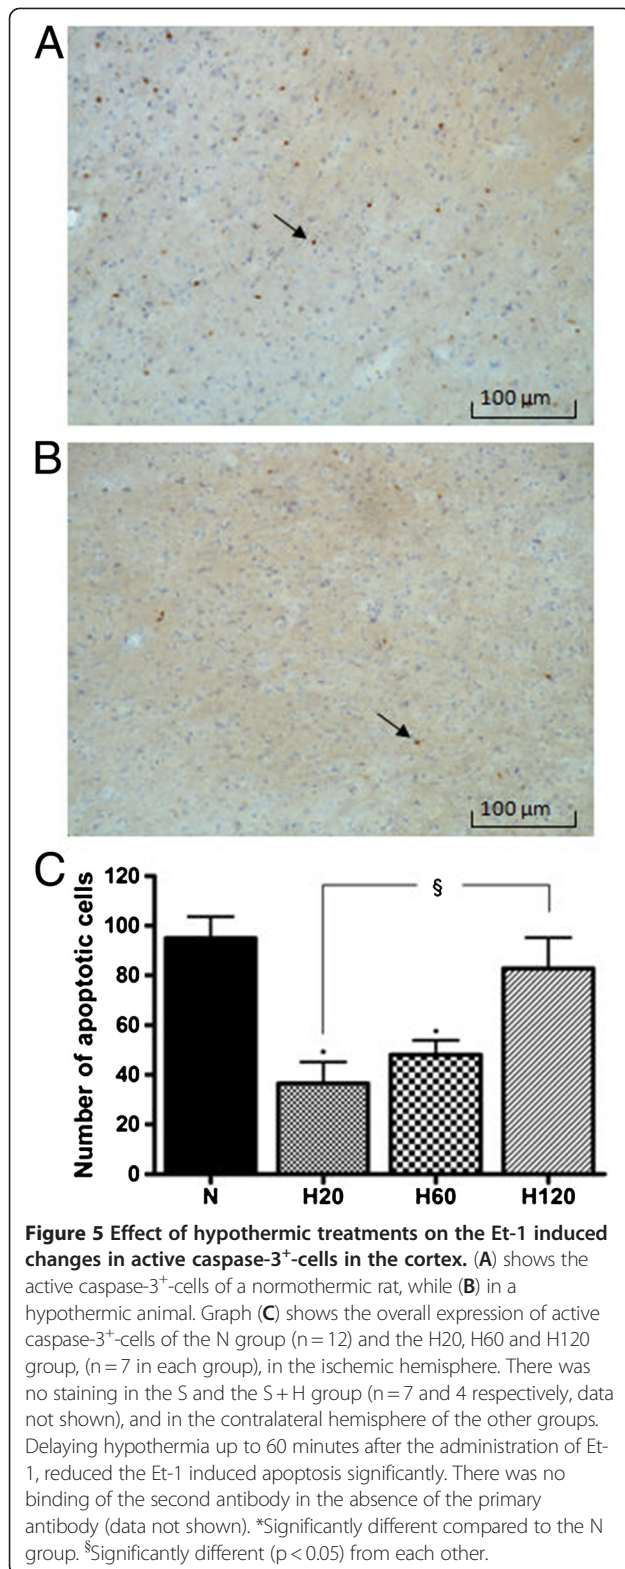 A
100 µm
B
100 µm
C
Number of apoptotic cells
120
100
80
60
40
20
0
§
*
*
N H20 H60 H120
Figure 5 Effect of hypothermic treatments on the Et-1 induced
changes in active caspase-3⁺-cells in the cortex. (A) shows the
active caspase-3⁺-cells of a normothermic rat, while (B) in a
hypothermic animal. Graph (C) shows the overall expression of active
caspase-3⁺-cells of the N group (n = 12) and the H20, H60 and H120
group, (n = 7 in each group), in the ischemic hemisphere. There was
no staining in the S and the S + H group (n = 7 and 4 respectively, data
not shown), and in the contralateral hemisphere of the other groups.
Delaying hypothermia up to 60 minutes after the administration of Et-
1, reduced the Et-1 induced apoptosis significantly. There was no
binding of the second antibody in the absence of the primary
antibody (data not shown). *Significantly different compared to the N
group. §Significantly different (p < 0.05) from each other.